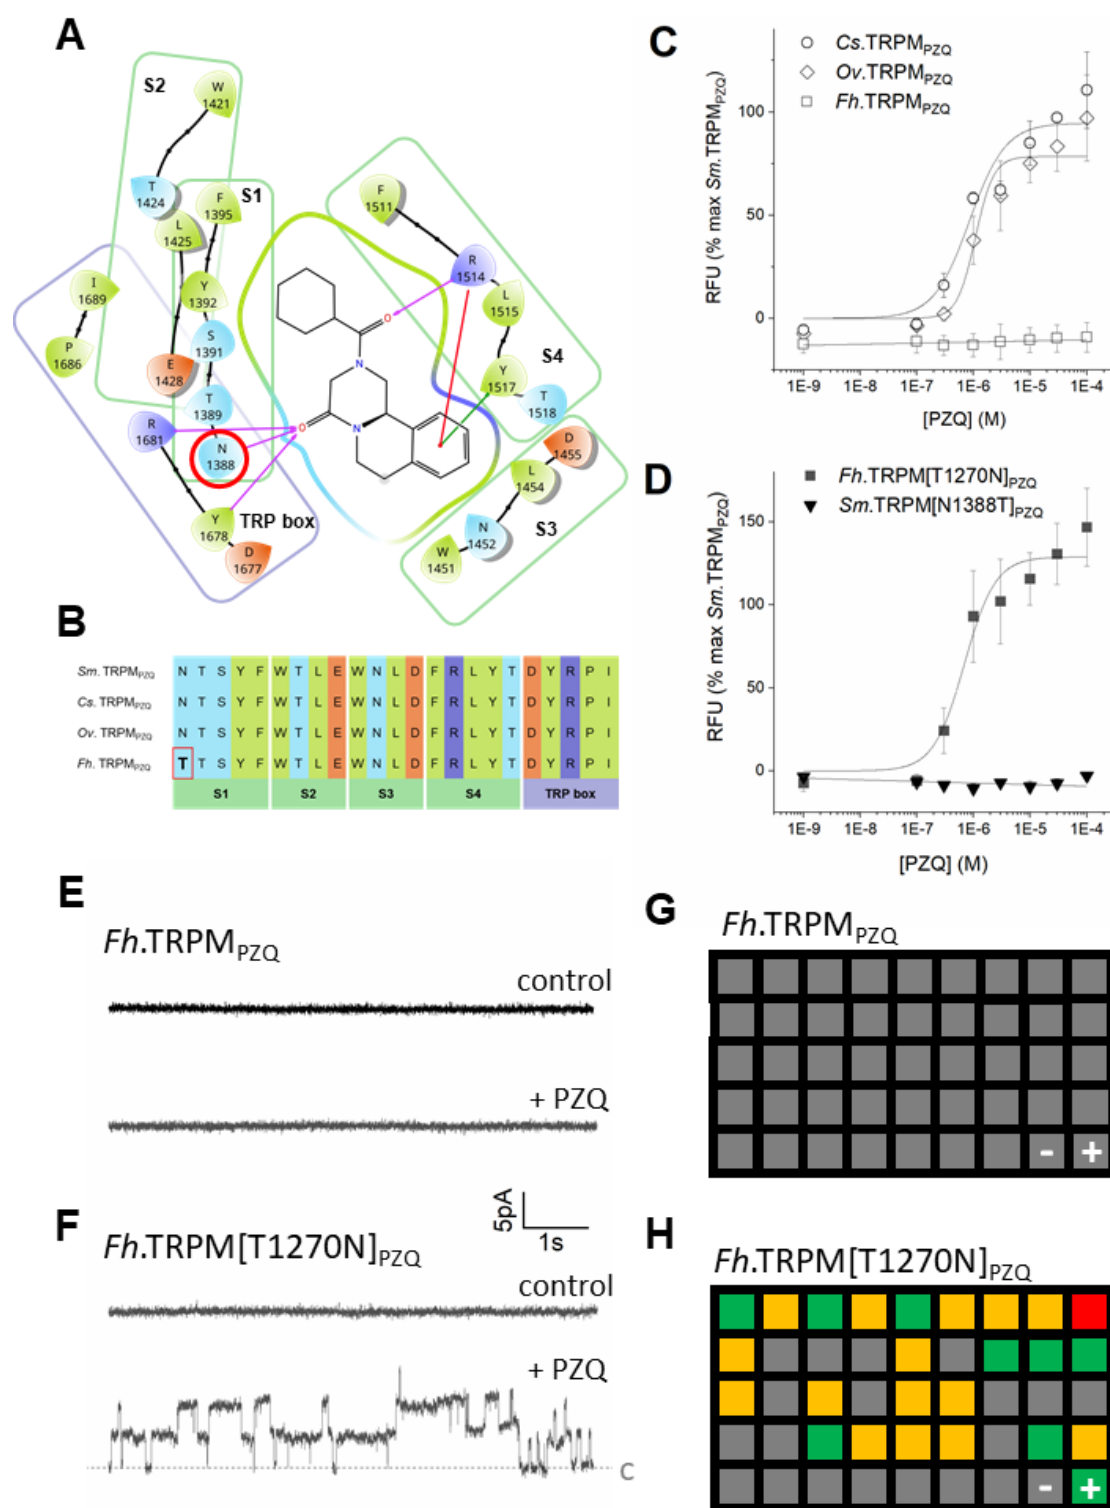 A
S2
W
1421
T
1424
S1
F
1395
L
1425
I
1689
Y
1392
P
1686
S
1391
E
1428
T
1389
R
1681
N
1388
Y
1678
TRP box
D
1677
O
N
O
N
F
1511
R
1514
L
1515
S4
Y
1517
T
1518
D
1455
L
1454
N
1452
S3
W
1451
B
Sm. TRPMPZQ N T S Y F W T L E W N L D F R L Y T D Y R P I
Cs. TRPMPZQ N T S Y F W T L E W N L D F R L Y T D Y R P I
Ov. TRPMPZQ N T S Y F W T L E W N L D F R L Y T D Y R P I
Fh. TRPMPZQ T T S Y F W T L E W N L D F R L Y T D Y R P I
S1 S2 S3 S4 TRP box
C
Cs.TRPMPZQ
Ov.TRPMPZQ
Fh.TRPMPZQ
RFU (% max Sm.TRPMPZQ)
100
50
0
1E-9 1E-8 1E-7 1E-6 1E-5 1E-4
[PZQ] (M)
D
Fh.TRPM[T1270N]PZQ
Sm.TRPM[N1388T]PZQ
RFU (% max Sm.TRPMPZQ)
150
100
50
0
1E-9 1E-8 1E-7 1E-6 1E-5 1E-4
[PZQ] (M)
E
Fh.TRPMPZQ
control
+ PZQ
5pA
1s
F
Fh.TRPM[T1270N]PZQ
control
+ PZQ
C
G
Fh.TRPMPZQ
- +
H
Fh.TRPM[T1270N]PZQ
- +